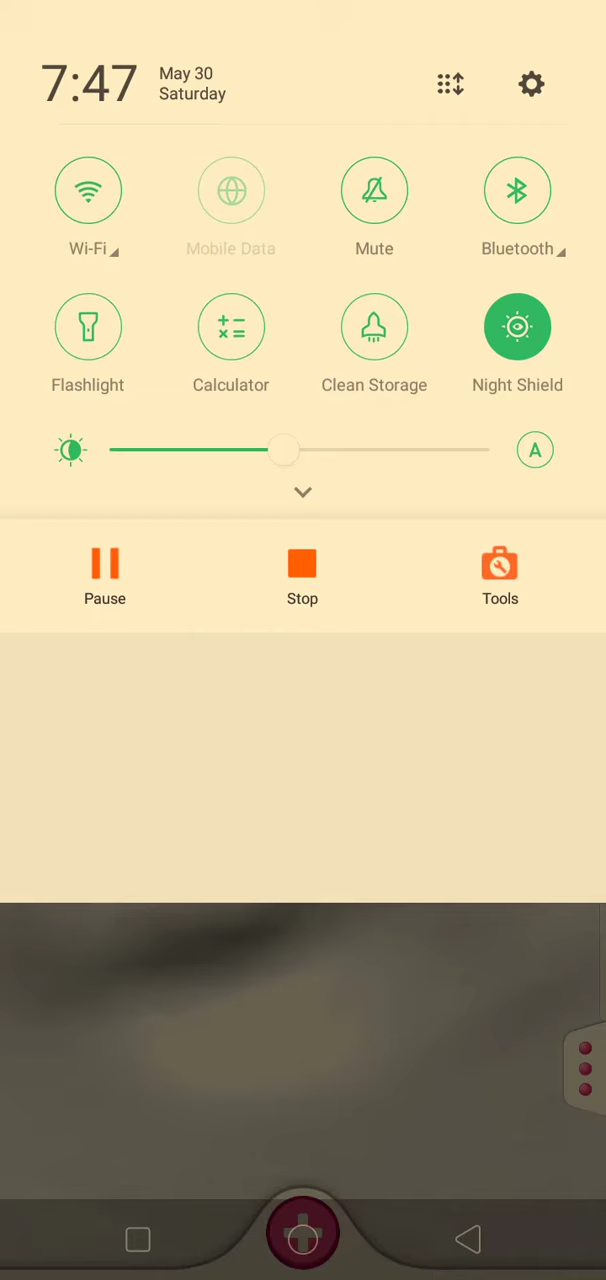 7:47
May 30
Saturday
Wi-Fi
Mobile Data
Mute
Bluetooth
Flashlight
Calculator
Clean Storage
Night Shield
A
Pause
Stop
Tools